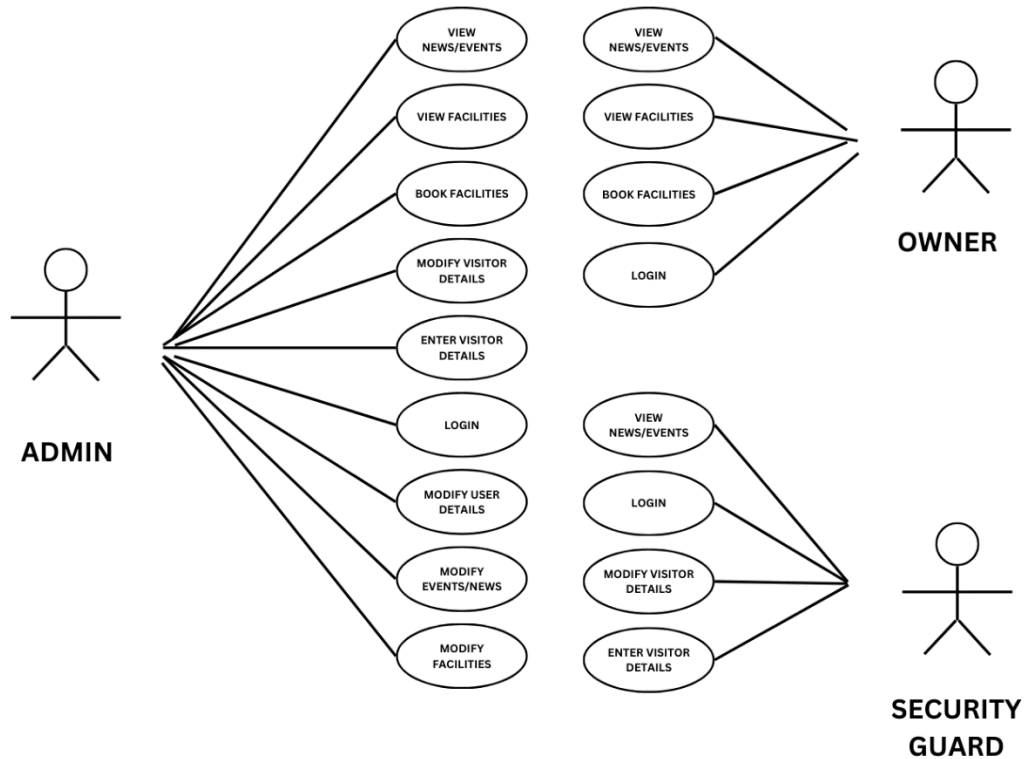 VIEW
NEWS/EVENTS
VIEW FACILITIES
BOOK FACILITIES
MODIFY VISITOR
DETAILS
ENTER VISITOR
DETAILS
LOGIN
MODIFY USER
DETAILS
MODIFY
EVENTS/NEWS
MODIFY
FACILITIES
ADMIN
VIEW
NEWS/EVENTS
VIEW FACILITIES
BOOK FACILITIES
LOGIN
OWNER
VIEW
NEWS/EVENTS
LOGIN
MODIFY VISITOR
DETAILS
ENTER VISITOR
DETAILS
SECURITY
GUARD